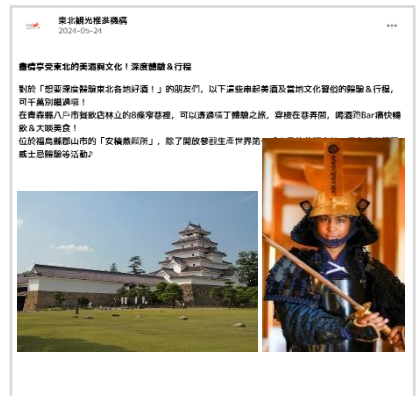 東北観光推進機構
2024-05-24
盡情享受東北的美酒與文化！深度體驗＆行程
對於「想要深度體驗東北各地好酒！」的朋友們，以下這些串起美酒及當地文化習俗的體驗＆行程，
可千萬別錯過囉！
在青森縣八戶市餐飲店林立的8條窄巷裡，可以透過橫丁體驗之旅，穿梭在巷弄間，喝酒跑Bar痛快暢
飲＆大啖美食！
位於福島縣郡山市的「安積蒸餾所」，除了開放參觀生產世界第一
威士忌體驗等活動♪